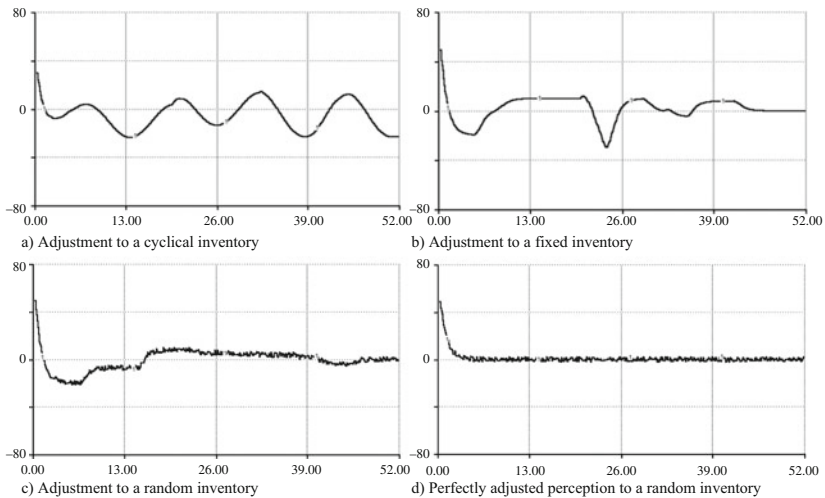 80
0
−80
0.00 13.00 26.00 39.00 52.00
a) Adjustment to a cyclical inventory
80
0
−80
0.00 13.00 26.00 39.00 52.00
b) Adjustment to a fixed inventory
80
0
−80
0.00 13.00 26.00 39.00 52.00
c) Adjustment to a random inventory
80
0
−80
0.00 13.00 26.00 39.00 52.00
d) Perfectly adjusted perception to a random inventory